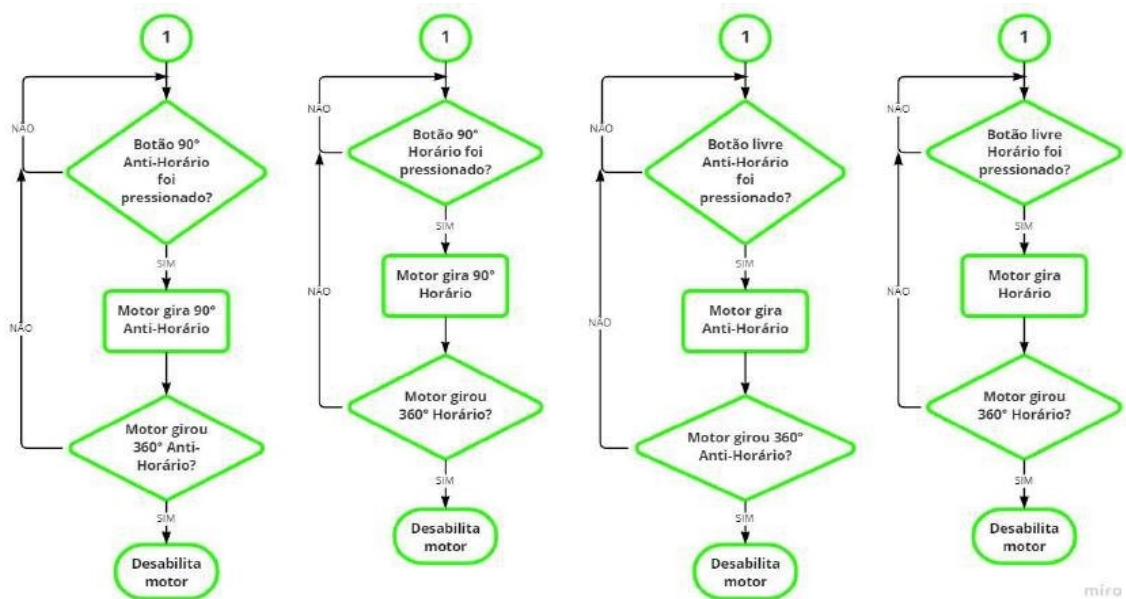 1
NÃO
Botão 90°
Anti-Horário
foi
pressionado?
SIM
Motor gira 90°
Anti-Horário
NÃO
Motor girou
360° Anti-
Horário?
SIM
Desabilita
motor
1
NÃO
Botão 90°
Horário foi
pressionado?
SIM
Motor gira 90°
Horário
NÃO
Motor girou
360° Horário?
SIM
Desabilita
motor
1
NÃO
Botão livre
Anti-Horário
foi
pressionado?
SIM
Motor gira
Anti-Horário
NÃO
Motor girou 360°
Anti-Horário?
SIM
Desabilita
motor
1
NÃO
Botão livre
Horário foi
pressionado?
SIM
Motor gira
Horário
NÃO
Motor girou
360° Horário?
SIM
Desabilita
motor
miro